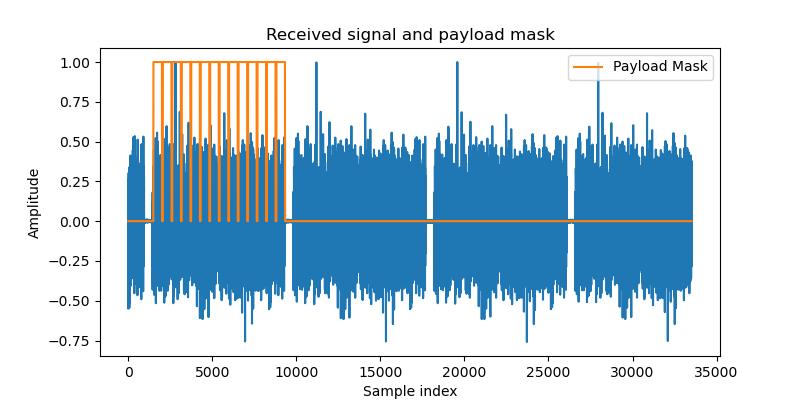 Received signal and payload mask
Payload Mask
Amplitude
1.00
0.75
0.50
0.25
0.00
−0.25
−0.50
−0.75
0 5000 10000 15000 20000 25000 30000 35000
Sample index